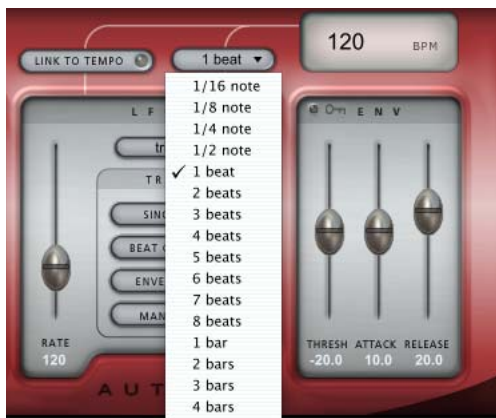 120 BPM
LINK TO TEMPO 1 beat
1/16 note
1/8 note
1/4 note
1/2 note
✓ 1 beat
2 beats
3 beats
4 beats
5 beats
6 beats
7 beats
8 beats
1 bar
2 bars
3 bars
4 bars
L F
ENV
RATE
120
THRESH ATTACK RELEASE
-20.0 10.0 20.0